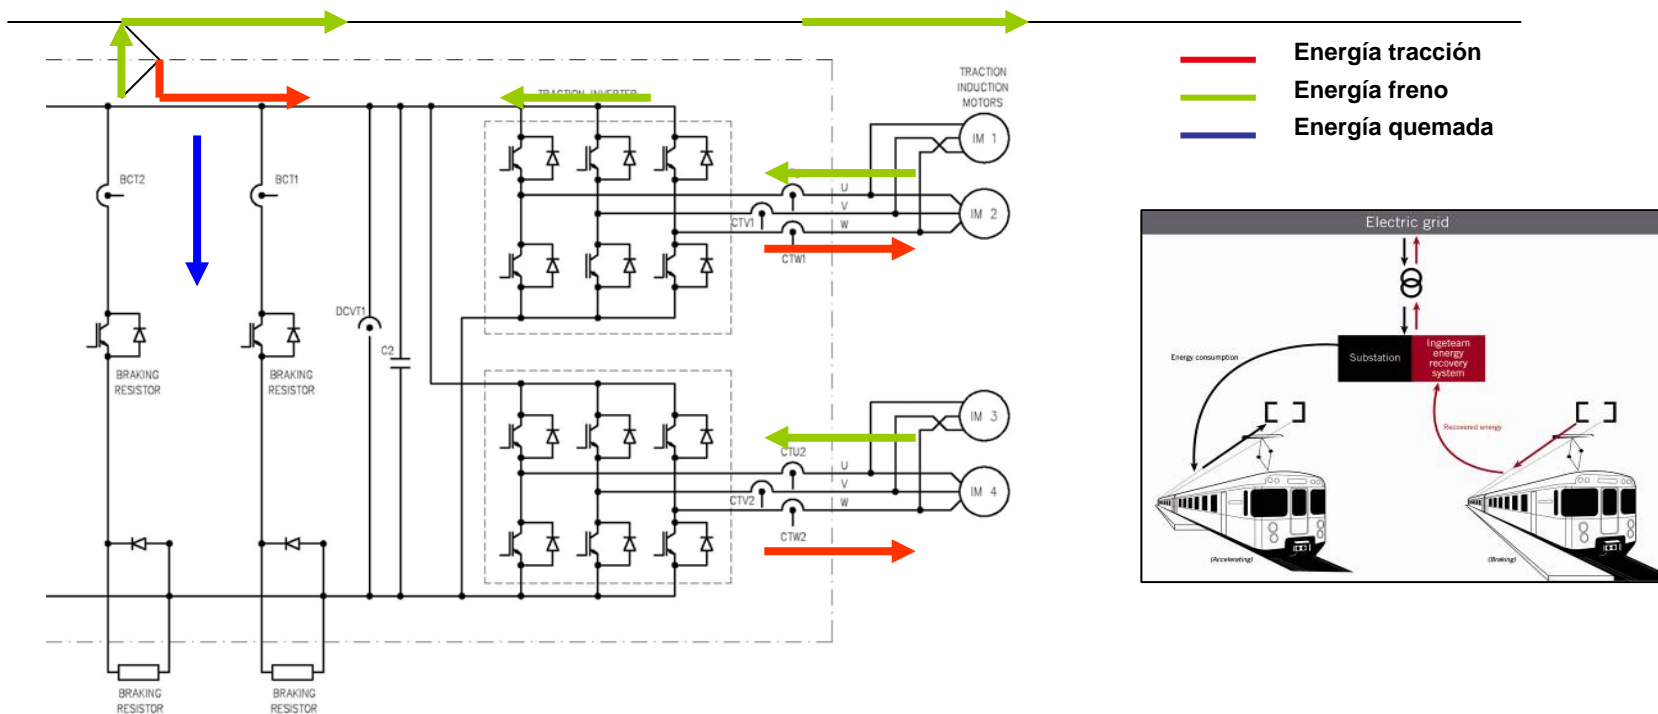 Energía tracción
Energía freno
Energía quemada
TRACTION
INDUCTION
MOTORS
TRACTION INVERTER
IM 1
BCT2
BCT1
U
V
W
CTV1
CTW1
IM 2
DCVT1
C2
BRAKING
RESISTOR
BRAKING
RESISTOR
IM 3
CTU2
U
V
W
CTV2
CTW2
IM 4
BRAKING
RESISTOR
BRAKING
RESISTOR
Electric grid
Energy consumption
Substation
Ingeteam
energy
recovery
system
Recovered energy
(Accelerating)
(Braking)